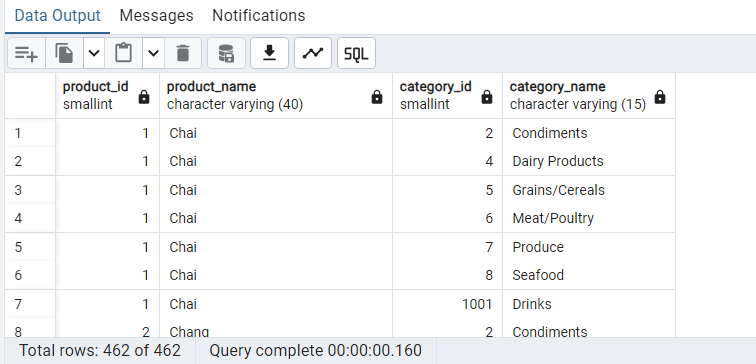 Data Output Messages Notifications
SQL
product_id product_name category_id category_name
smallint character varying (40) smallint character varying (15)
1 1 Chai 2 Condiments
2 1 Chai 4 Dairy Products
3 1 Chai 5 Grains/Cereals
4 1 Chai 6 Meat/Poultry
5 1 Chai 7 Produce
6 1 Chai 8 Seafood
7 1 Chai 1001 Drinks
8 2 Chang 2 Condiments
Total rows: 462 of 462 Query complete 00:00:00.160